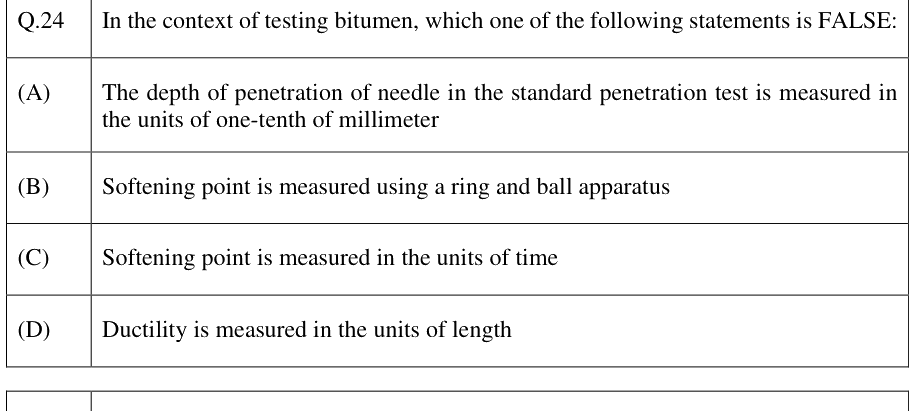 Q.24 In the context of testing bitumen, which one of the following statements is FALSE:
(A) The depth of penetration of needle in the standard penetration test is measured in
the units of one-tenth of millimeter
(B) Softening point is measured using a ring and ball apparatus
(C) Softening point is measured in the units of time
(D) Ductility is measured in the units of length